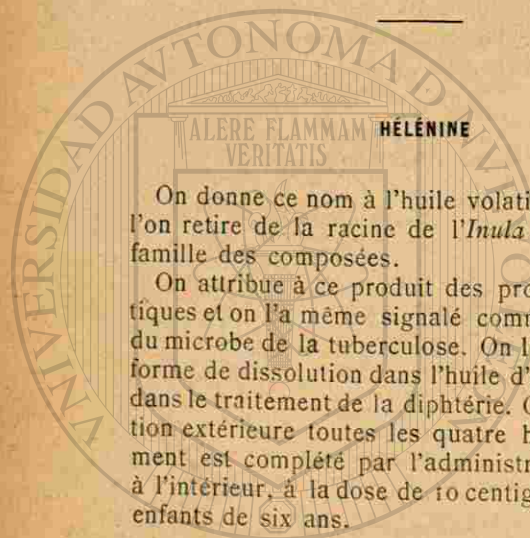 HÉLÉNINE
On donne ce nom à l'huile volati
l'on retire de la racine de l'Inula
famille des composées.
On attribue à ce produit des pro
tiques et on l'a même signalé comm
du microbe de la tuberculose. On l
forme de dissolution dans l'huile d'
dans le traitement de la diphtérie. C
tion extérieure toutes les quatre h
ment est complété par l'administr
à l'intérieur, à la dose de 10 centig
enfants de six ans.
ALERE FLAMMAM
VERITATIS
UNIVERSIDAD AVTONOMA D